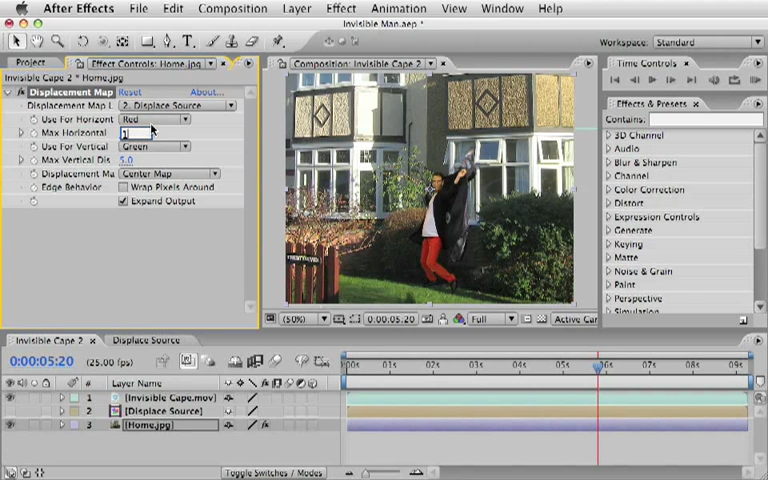 After Effects File Edit Composition Layer Effect Animation View Window Help
Invisible Man.aep *
Workspace: Standard
Project Effect Controls: Home.jpg Composition: Invisible Cape 2 Time Controls
Invisible Cape 2 * Home.jpg
Displacement Map Reset About...
Displacement Map L 2. Displace Source
Use For Horizont Red
Max Horizontal 1
Use For Vertical Green
Max Vertical Dis 5.0
Displacement Ma Center Map
Edge Behavior Wrap Pixels Around
Expand Output
Effects & Presets
Contains:
3D Channel
Audio
Blur & Sharpen
Channel
Color Correction
Distort
Expression Controls
Generate
Keying
Matte
Noise & Grain
Paint
Perspective
Simulation
(50%) 0:00:05:20 Full Active Car
Invisible Cape 2 Displace Source
0:00:05:20 (25.00 fps)
00s 01s 02s 03s 04s 05s 06s 07s 08s 09s
# Layer Name
1 [Invisible Cape.mov]
2 [Displace Source]
3 [Home.jpg]
Toggle Switches / Modes